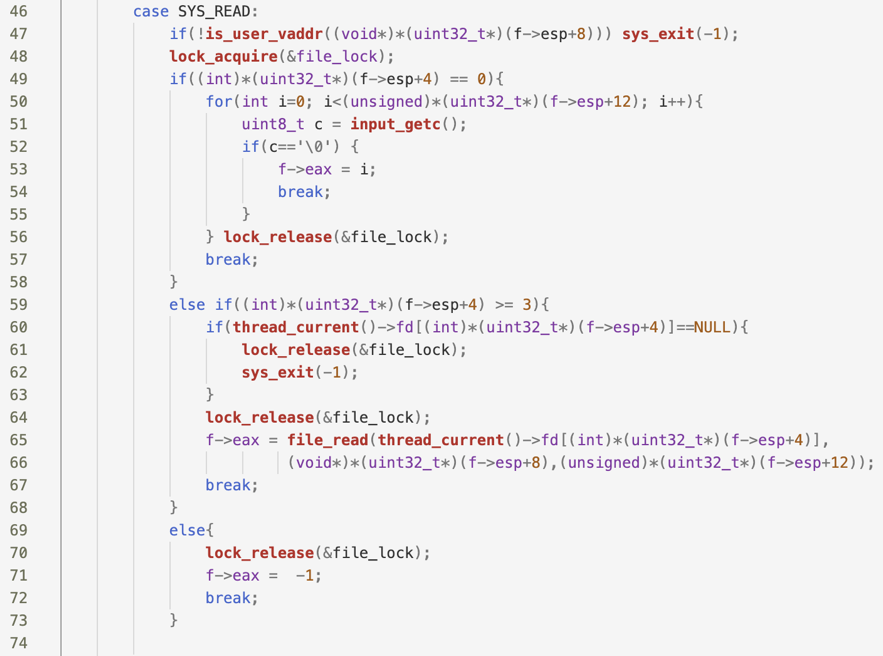 46 case SYS_READ:
47 if(!is_user_vaddr((void*)*(uint32_t*)(f->esp+8))) sys_exit(-1);
48 lock_acquire(&file_lock);
49 if((int)*(uint32_t*)(f->esp+4) == 0){
50 for(int i=0; i<(unsigned)*(uint32_t*)(f->esp+12); i++){
51 uint8_t c = input_getc();
52 if(c=='\0') {
53 f->eax = i;
54 break;
55 }
56 } lock_release(&file_lock);
57 break;
58 }
59 else if((int)*(uint32_t*)(f->esp+4) >= 3){
60 if(thread_current()->fd[(int)*(uint32_t*)(f->esp+4)]==NULL){
61 lock_release(&file_lock);
62 sys_exit(-1);
63 }
64 lock_release(&file_lock);
65 f->eax = file_read(thread_current()->fd[(int)*(uint32_t*)(f->esp+4)],
66 (void*)*(uint32_t*)(f->esp+8),(unsigned)*(uint32_t*)(f->esp+12));
67 break;
68 }
69 else{
70 lock_release(&file_lock);
71 f->eax =  -1;
72 break;
73 }
74